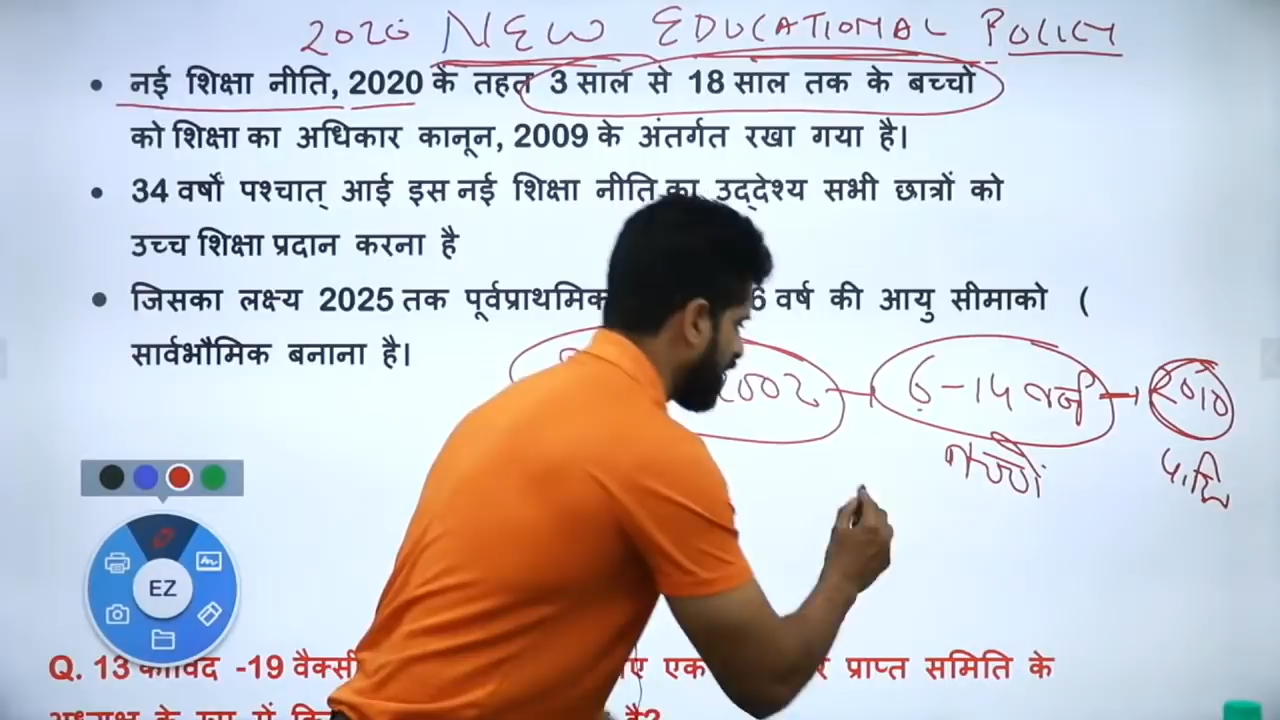 2020 NEW EDUCATIONAL POLICY
• नई शिक्षा नीति, 2020 के तहत 3 साल से 18 साल तक के बच्चों
को शिक्षा का अधिकार कानून, 2009 के अंतर्गत रखा गया है।
• 34 वर्षों पश्चात् आई इस नई शिक्षा नीति का उद्देश्य सभी छात्रों को
उच्च शिक्षा प्रदान करना है
• जिसका लक्ष्य 2025 तक पूर्वप्राथमिक 6 वर्ष की आयु सीमाको (
सार्वभौमिक बनाना है।
2002 6-14 वर्ष 2010
बच्चों
EZ
Q. 13 कोविद -19 वैक्सी एक प्राप्त समिति के